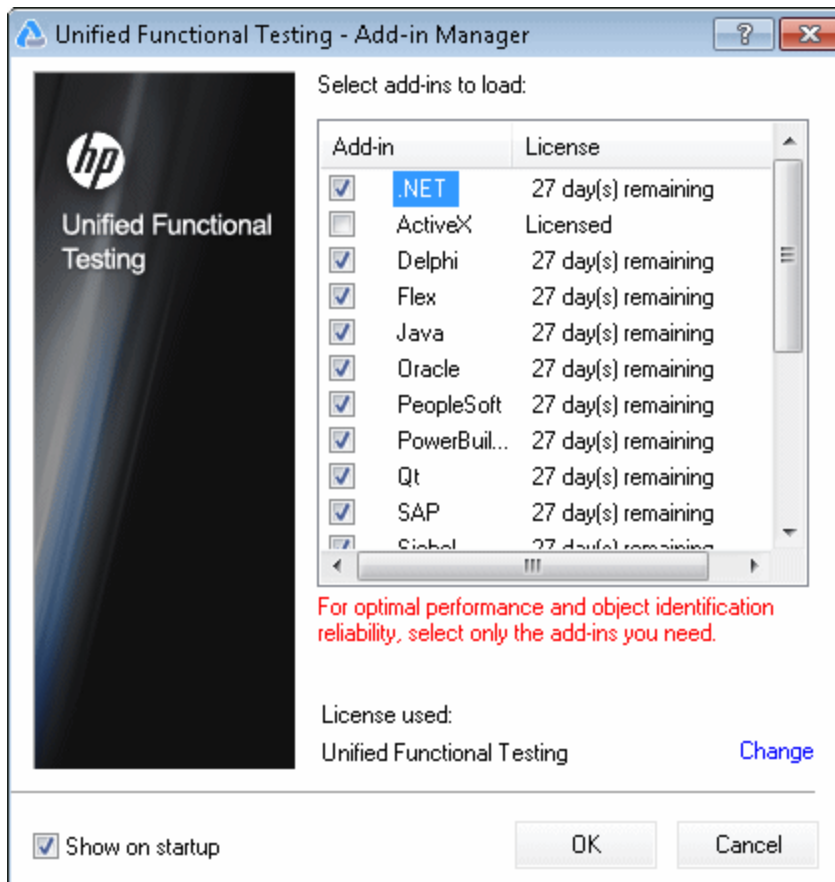 Unified Functional Testing - Add-in Manager
?
hp
Unified Functional
Testing
Select add-ins to load:
Add-in License
.NET 27 day(s) remaining
ActiveX Licensed
Delphi 27 day(s) remaining
Flex 27 day(s) remaining
Java 27 day(s) remaining
Oracle 27 day(s) remaining
PeopleSoft 27 day(s) remaining
PowerBuil... 27 day(s) remaining
Qt 27 day(s) remaining
SAP 27 day(s) remaining
Siebel 27 day(s) remaining
For optimal performance and object identification
reliability, select only the add-ins you need.
License used:
Unified Functional Testing Change
Show on startup OK Cancel